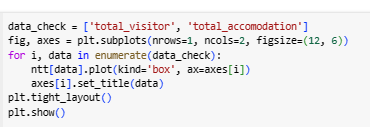 data_check = ['total_visitor', 'total_accomodation']
fig, axes = plt.subplots(nrows=1, ncols=2, figsize=(12, 6))
for i, data in enumerate(data_check):
    ntt[data].plot(kind='box', ax=axes[i])
    axes[i].set_title(data)
plt.tight_layout()
plt.show()